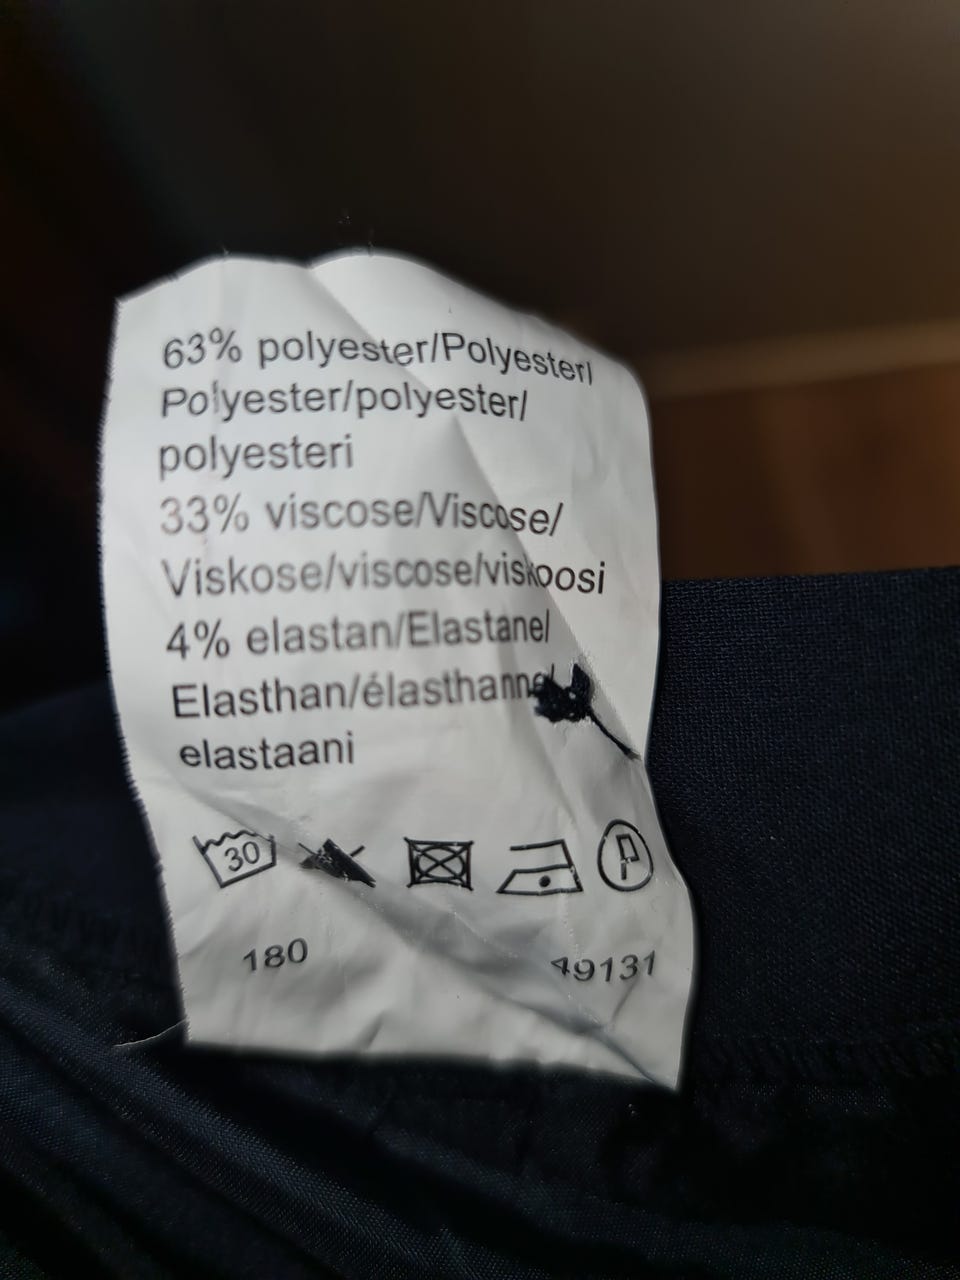 63% polyester/Polyester/
Polyester/polyester/
polyesteri
33% viscose/Viscose/
Viskose/viscose/viskoosi
4% elastan/Elastane/
Elasthan/élasthanne/
elastaani
30
P
180
49131